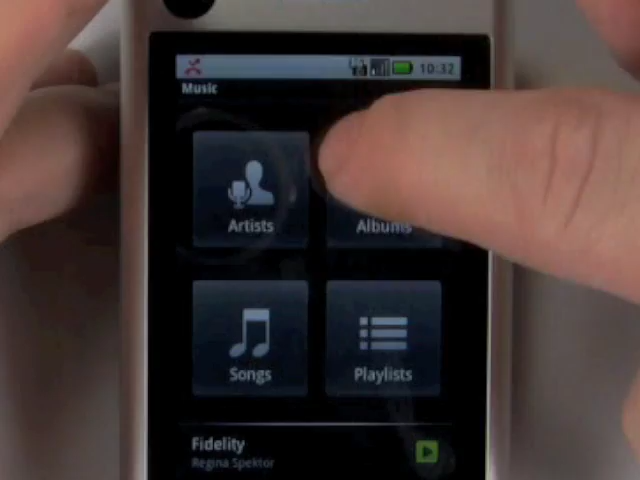 10:32
Music
Artists
Albums
Songs
Playlists
Fidelity
Regina Spektor